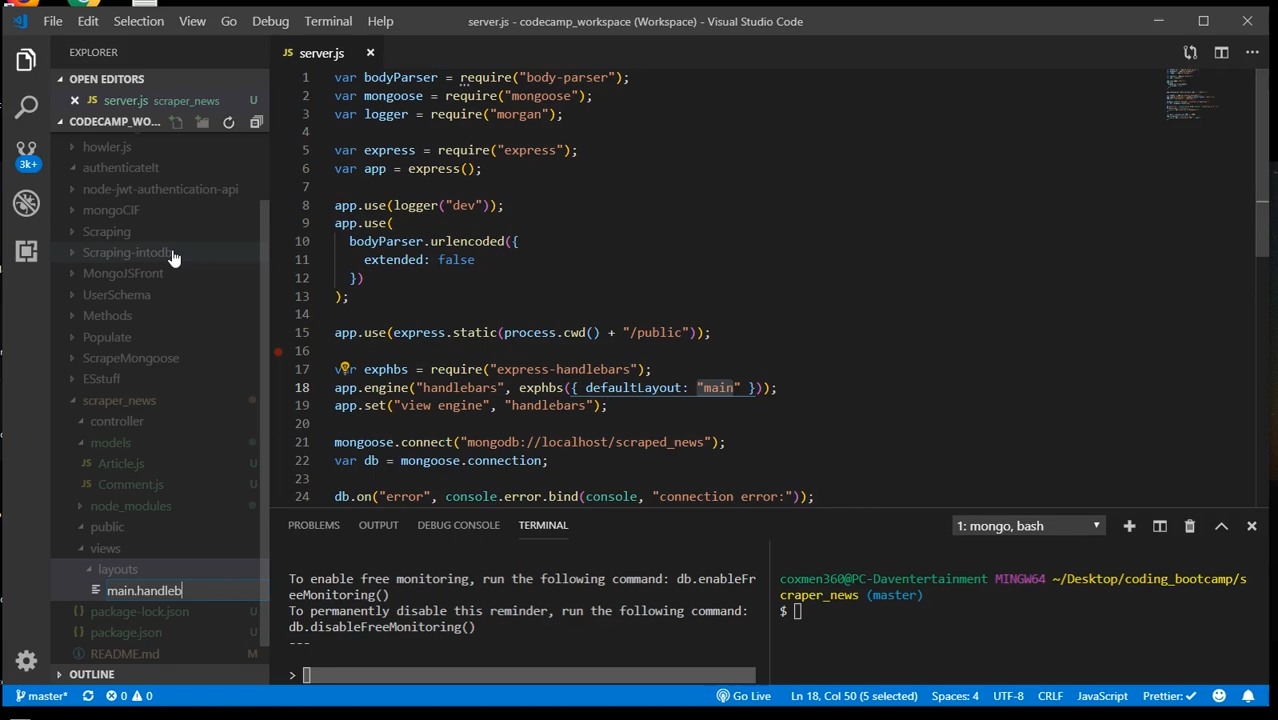 File Edit Selection View Go Debug Terminal Help
server.js - codecamp_workspace (Workspace) - Visual Studio Code
EXPLORER
OPEN EDITORS
JS server.js scraper_news U
CODECAMP_WO...
howler.js
authenticateIt
node-jwt-authentication-api
mongoCIF
Scraping
Scraping-intodb
MongoJSFront
UserSchema
Methods
Populate
ScrapeMongoose
ESstuff
scraper_news
controller
models
JS Article.js U
JS Comment.js U
node_modules
public
views
layouts
main.handleb
package-lock.json U
package.json U
README.md M
OUTLINE
3k+
JS server.js
1 var bodyParser = require("body-parser");
2 var mongoose = require("mongoose");
3 var logger = require("morgan");
4
5 var express = require("express");
6 var app = express();
7
8 app.use(logger("dev"));
9 app.use(
10 bodyParser.urlencoded({
11 extended: false
12 })
13 );
14
15 app.use(express.static(process.cwd() + "/public"));
16
17 var exphbs = require("express-handlebars");
18 app.engine("handlebars", exphbs({ defaultLayout: "main" }));
19 app.set("view engine", "handlebars");
20
21 mongoose.connect("mongodb://localhost/scraped_news");
22 var db = mongoose.connection;
23
24 db.on("error", console.error.bind(console, "connection error:"));
PROBLEMS OUTPUT DEBUG CONSOLE TERMINAL
1: mongo, bash
To enable free monitoring, run the following command: db.enableFr
eeMonitoring()
To permanently disable this reminder, run the following command:
db.disableFreeMonitoring()
---
>
coxmen360@PC-Daventertainment MINGW64 ~/Desktop/coding_bootcamp/s
craper_news (master)
$
master* 0 0
Go Live Ln 18, Col 50 (5 selected) Spaces: 4 UTF-8 CRLF JavaScript Prettier: ✓